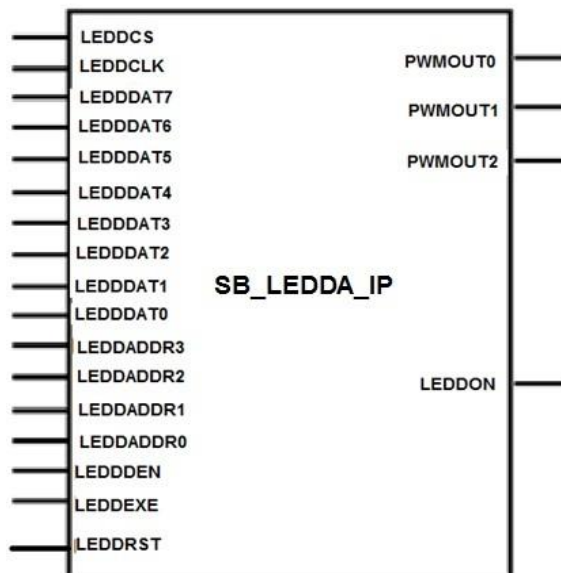 LEDDCS
LEDDCLK
LEDDDAT7
LEDDDAT6
LEDDDAT5
LEDDDAT4
LEDDDAT3
LEDDDAT2
LEDDDAT1
LEDDDAT0
LEDDADDR3
LEDDADDR2
LEDDADDR1
LEDDADDR0
LEDDDEN
LEDDEXE
LEDDRST
SB_LEDDA_IP
PWMOUT0
PWMOUT1
PWMOUT2
LEDDON